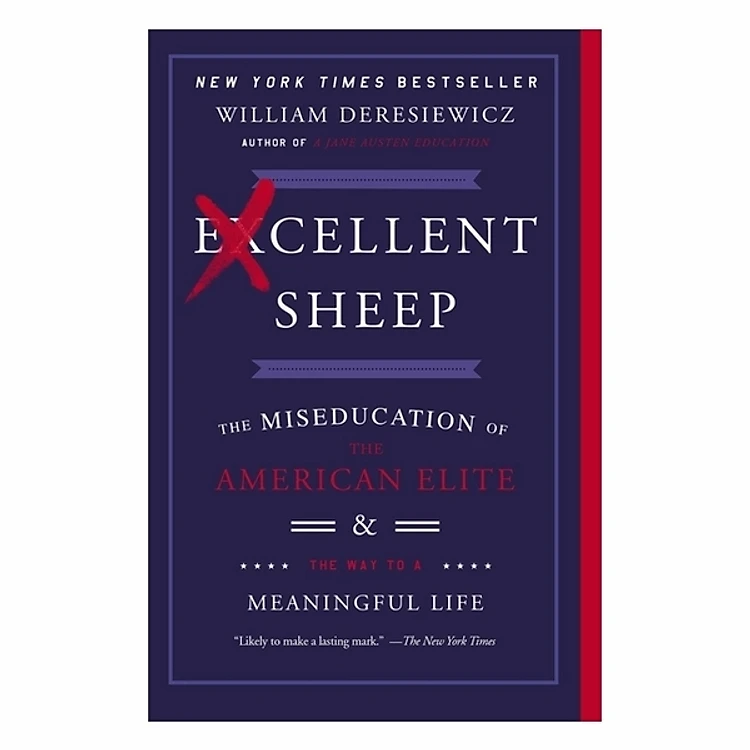 NEW YORK TIMES BESTSELLER
WILLIAM DERESIEWICZ
AUTHOR OF A JANE AUSTEN EDUCATION
EXCELLENT
SHEEP
THE MISEDUCATION OF
THE
AMERICAN ELITE
&
THE WAY TO A
MEANINGFUL LIFE
“Likely to make a lasting mark.” —The New York Times